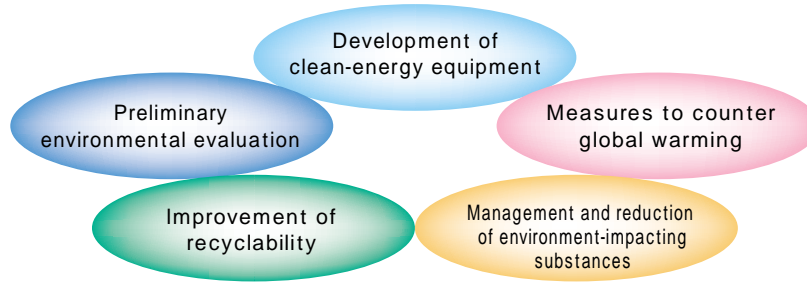 Development of
clean-energy equipment
Preliminary
environmental evaluation
Measures to counter
global warming
Improvement of
recyclability
Management and reduction
of environment-impacting
substances